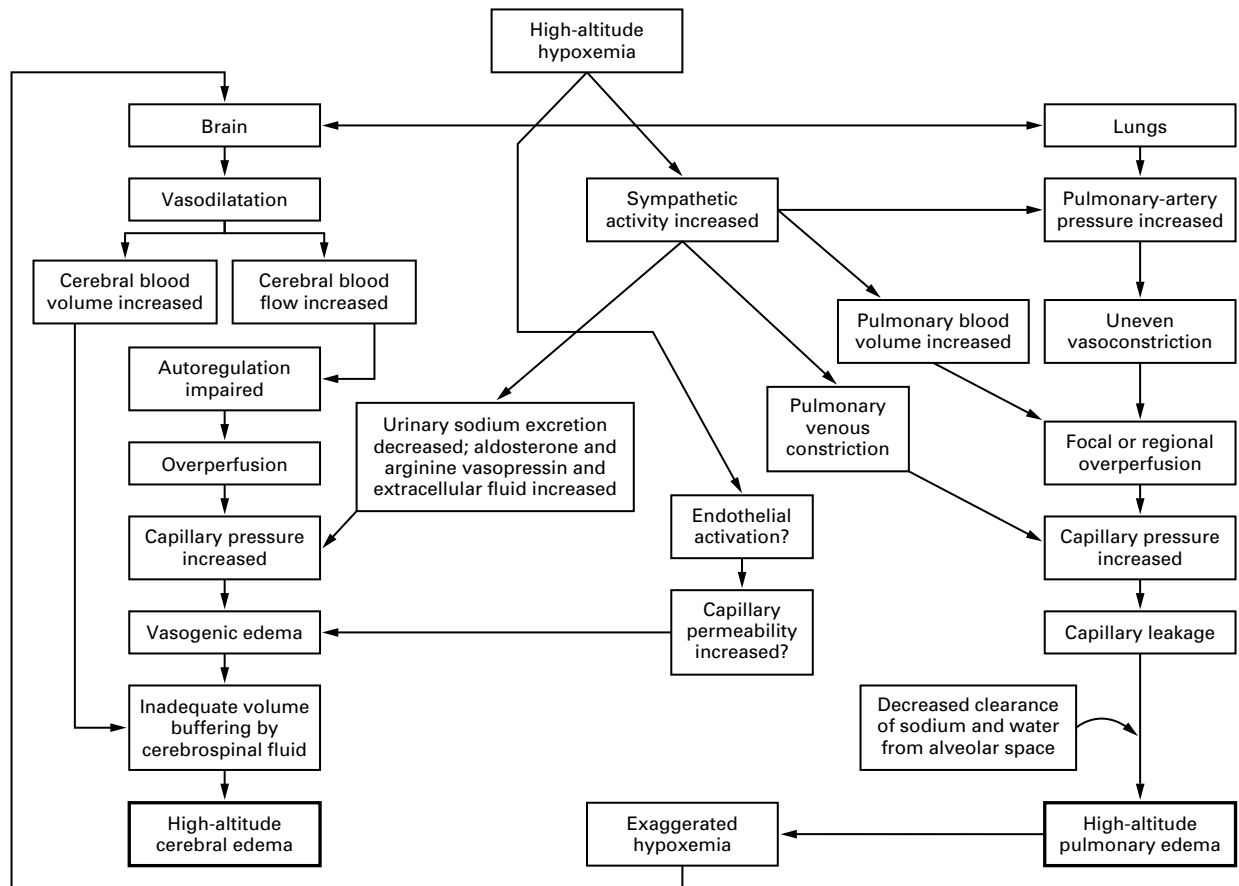 High-altitude
hypoxemia
Brain
Lungs
Vasodilatation
Sympathetic
activity increased
Pulmonary-artery
pressure increased
Cerebral blood
volume increased
Cerebral blood
flow increased
Pulmonary blood
volume increased
Uneven
vasoconstriction
Autoregulation
impaired
Urinary sodium excretion
decreased; aldosterone and
arginine vasopressin and
extracellular fluid increased
Pulmonary
venous
constriction
Overperfusion
Focal or regional
overperfusion
Capillary pressure
increased
Endothelial
activation?
Capillary pressure
increased
Vasogenic edema
Capillary
permeability
increased?
Capillary leakage
Inadequate volume
buffering by
cerebrospinal fluid
Decreased clearance
of sodium and water
from alveolar space
High-altitude
cerebral edema
Exaggerated
hypoxemia
High-altitude
pulmonary edema